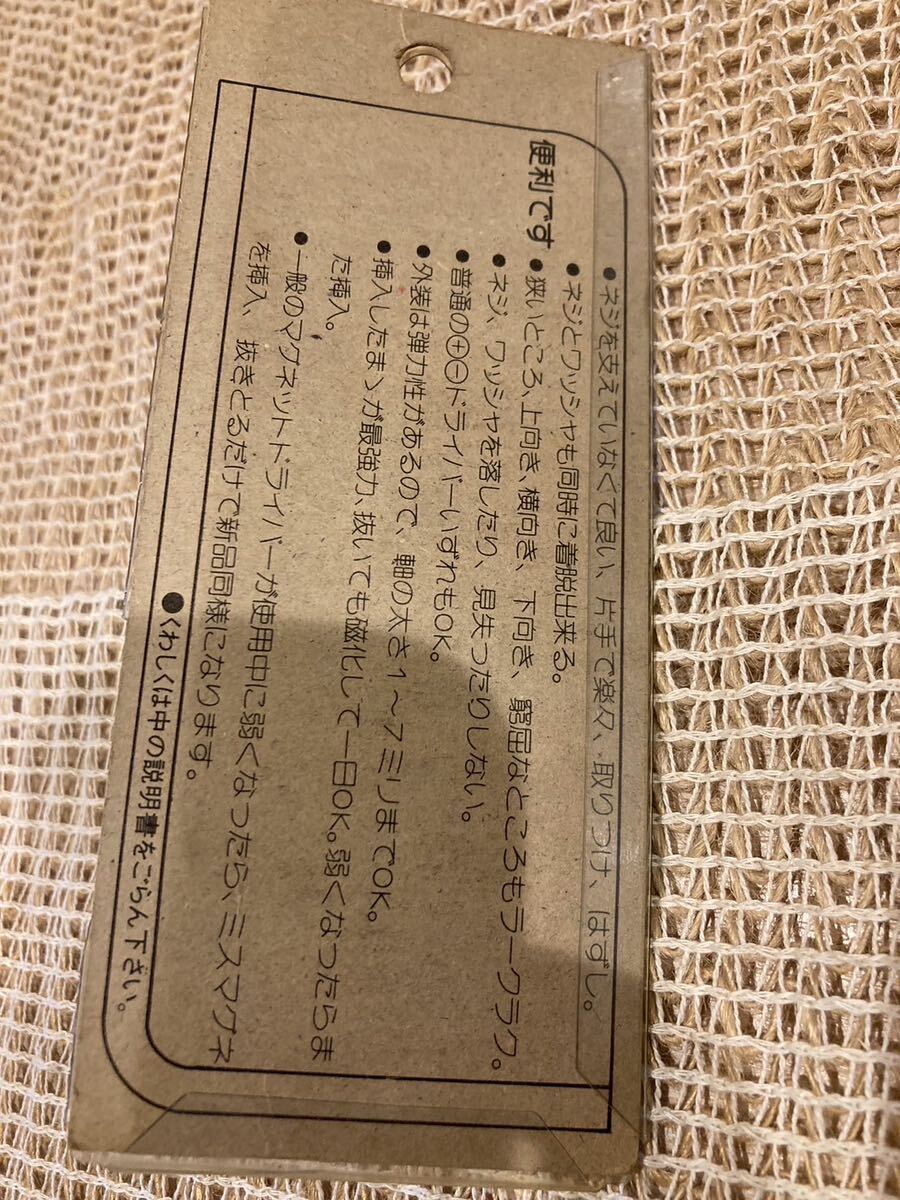 便利です
●ネジを支えていなくて良い、片手で楽々、取りつけ、はずし。
●ネジとワッシャも同時に着脱出来る。
●狭いところ、上向き、横向き、下向き、窮屈なところもラークラク。
●ネジ、ワッシャを落したり、見失ったりしない。
●普通の⊕⊖ドライバーいずれもOK。
●外装は弾力性があるので、軸の太さ1〜7ミリまでOK。
●挿入したまゝが最強力、抜いても磁化して一日OK。弱くなったらま
た挿入。
●一般のマグネットドライバーが使用中に弱くなったら、ミスマグネ
を挿入、抜きとるだけで新品同様になります。
●くわしくは中の説明書をごらん下さい。